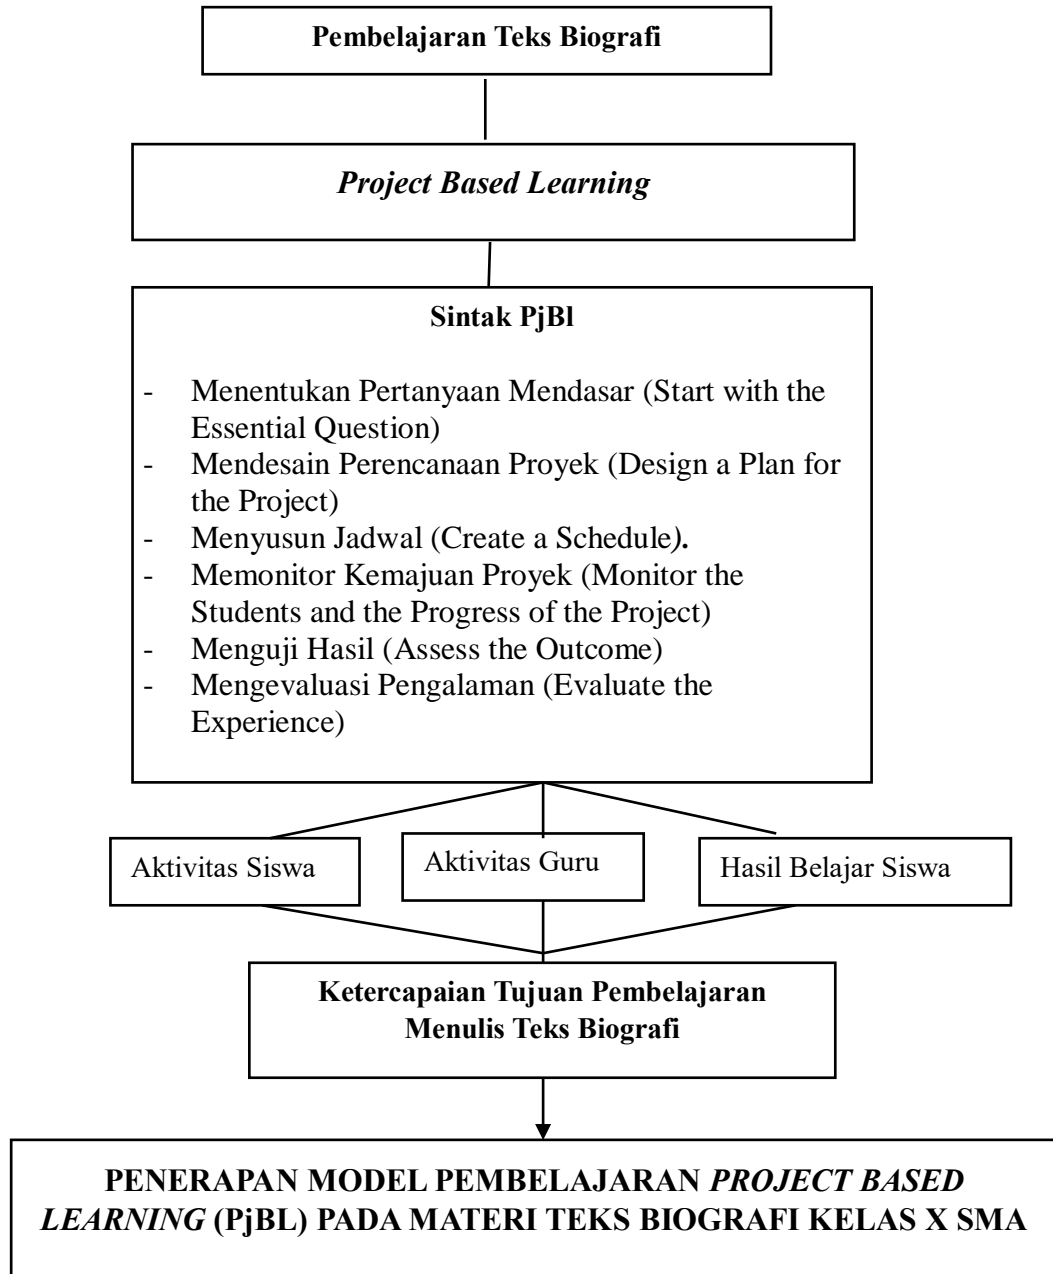 Pembelajaran Teks Biografi
Project Based Learning
Sintak PjBl
- Menentukan Pertanyaan Mendasar (Start with the
Essential Question)
- Mendesain Perencanaan Proyek (Design a Plan for
the Project)
- Menyusun Jadwal (Create a Schedule).
- Memonitor Kemajuan Proyek (Monitor the
Students and the Progress of the Project)
- Menguji Hasil (Assess the Outcome)
- Mengevaluasi Pengalaman (Evaluate the
Experience)
Aktivitas Siswa
Aktivitas Guru
Hasil Belajar Siswa
Ketercapaian Tujuan Pembelajaran
Menulis Teks Biografi
PENERAPAN MODEL PEMBELAJARAN PROJECT BASED
LEARNING (PjBL) PADA MATERI TEKS BIOGRAFI KELAS X SMA